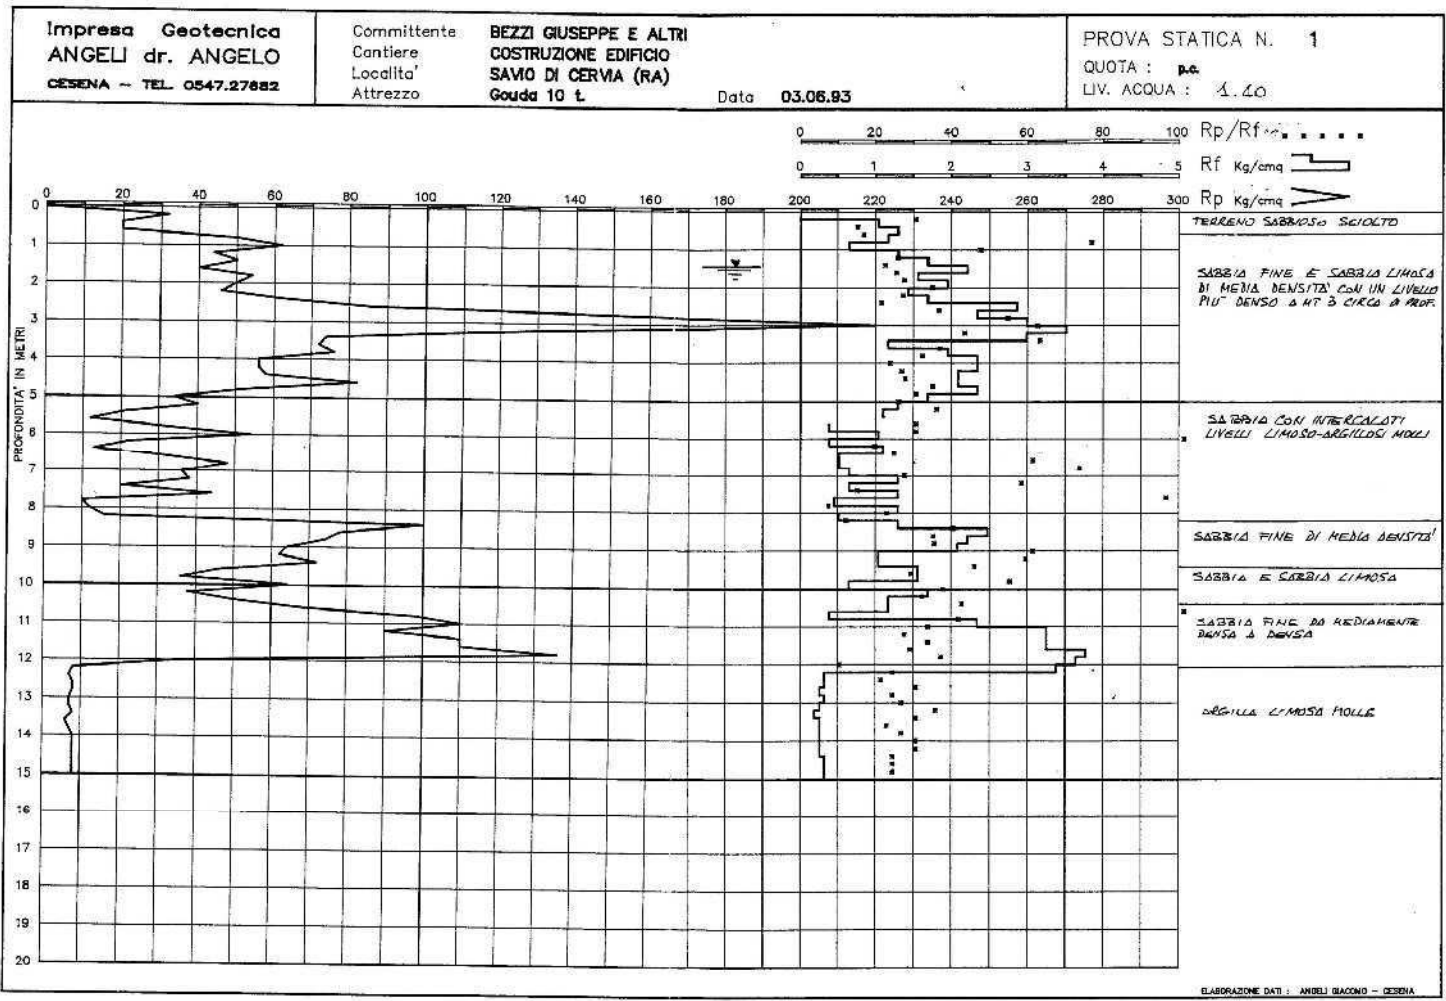 Impresa Geotecnica
ANGELI dr. ANGELO
CESENA - TEL. 0547.27682
Committente BEZZI GIUSEPPE E ALTRI
Cantiere COSTRUZIONE EDIFICIO
Localita' SAVIO DI CERVIA (RA)
Attrezzo Gouda 10 t. Data 03.06.93
PROVA STATICA N. 1
QUOTA : p.c.
LIV. ACQUA :
0 20 40 60 80 100 Rp/Rf
0 1 2 3 4 5 Rf Kg/cmq
0 20 40 60 80 100 120 140 160 180 200 220 240 260 280 300 Rp Kg/cmq
PROFONDITA' IN METRI
0
1
2
3
4
5
6
7
8
9
10
11
12
13
14
15
16
17
18
19
20
TERRENO SABBIOSO SCIOLTO
SABBIA FINE E SABBIA LIMOSA
DI MEDIA DENSITA' CON UN LIVELLO
PIU' DENSO A MT 3 CIRCA DI PROF.
SABBIA CON INTERCALATI
LIVELLI LIMOSO-ARGILLOSI MOLLI
SABBIA FINE DI MEDIA DENSITA'
SABBIA E SABBIA LIMOSA
SABBIA FINE DA MEDIAMENTE
DENSA A DENSA
ARGILLA LIMOSA MOLLE
ELABORAZIONE DATI : ANGELI GIACOMO - CESENA